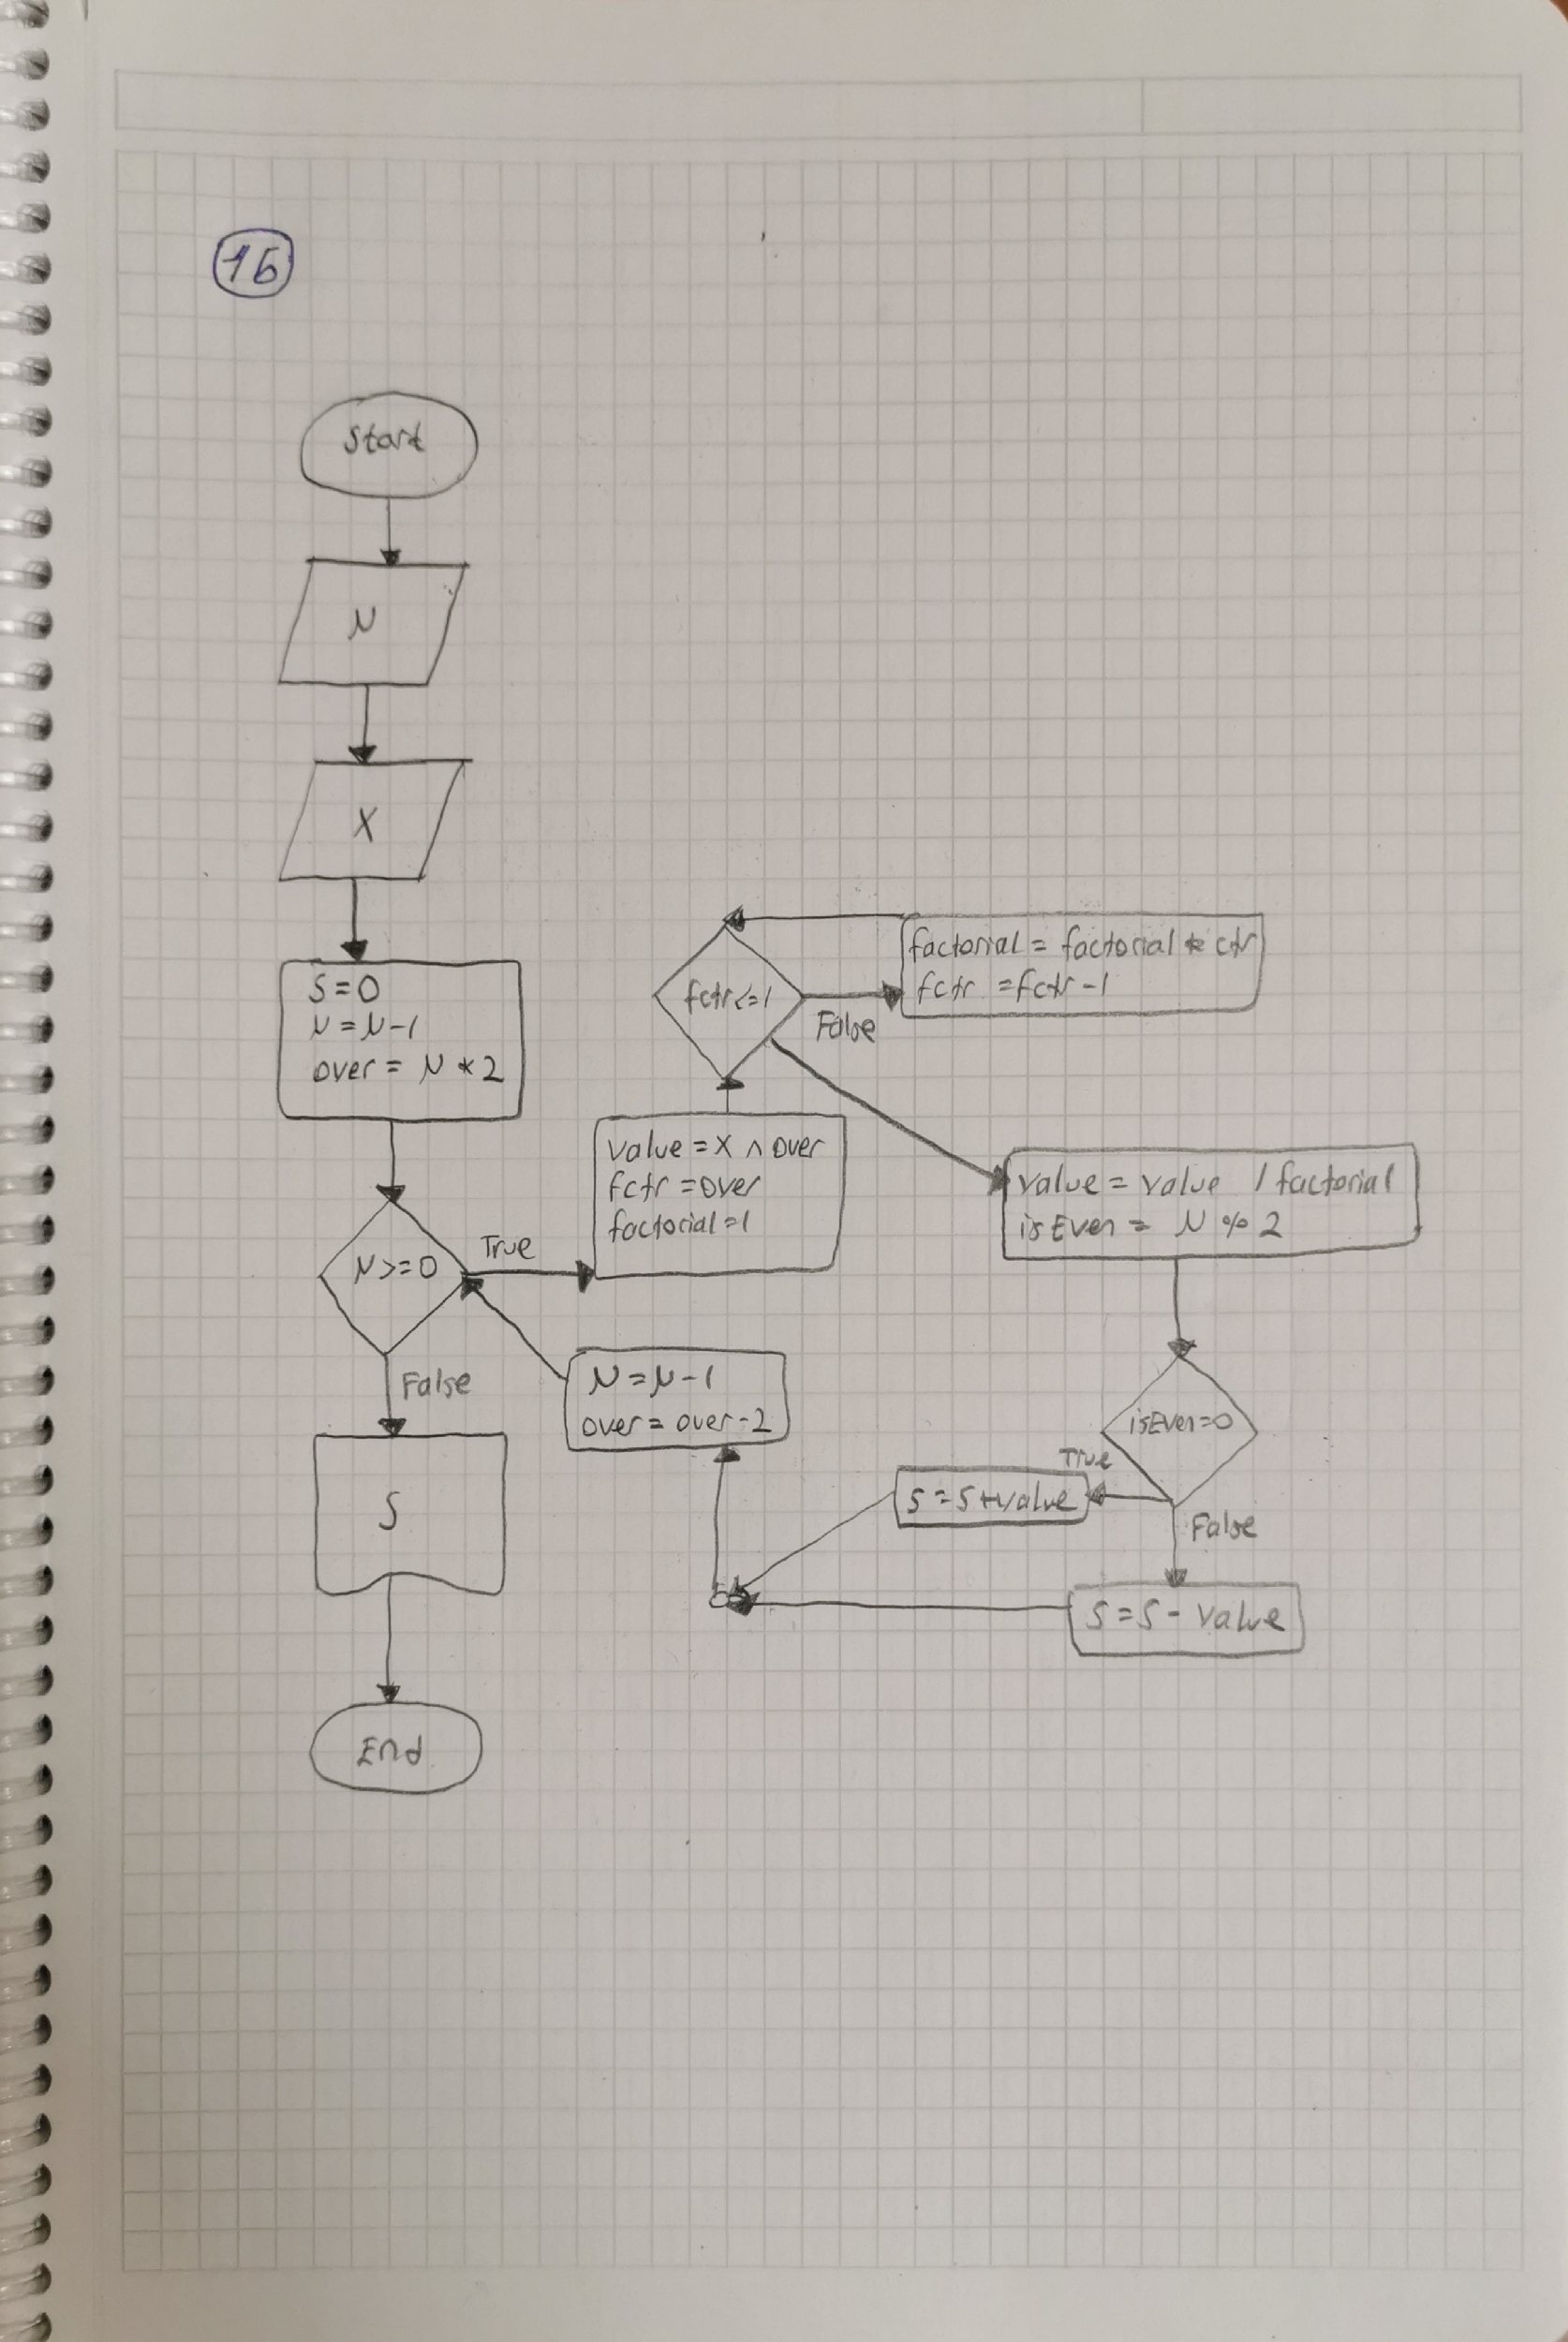 16
Start
N
X
S=0
N=N-1
over = N * 2
N>=0
True
False
value = x ^ over
fctr = over
factorial=1
fctr<=1
False
factorial = factorial * ctr
fctr = fctr -1
value = value / factorial
isEven = N % 2
isEven=0
True
False
S=S+value
S=S- value
N=N-1
over = over-2
S
End